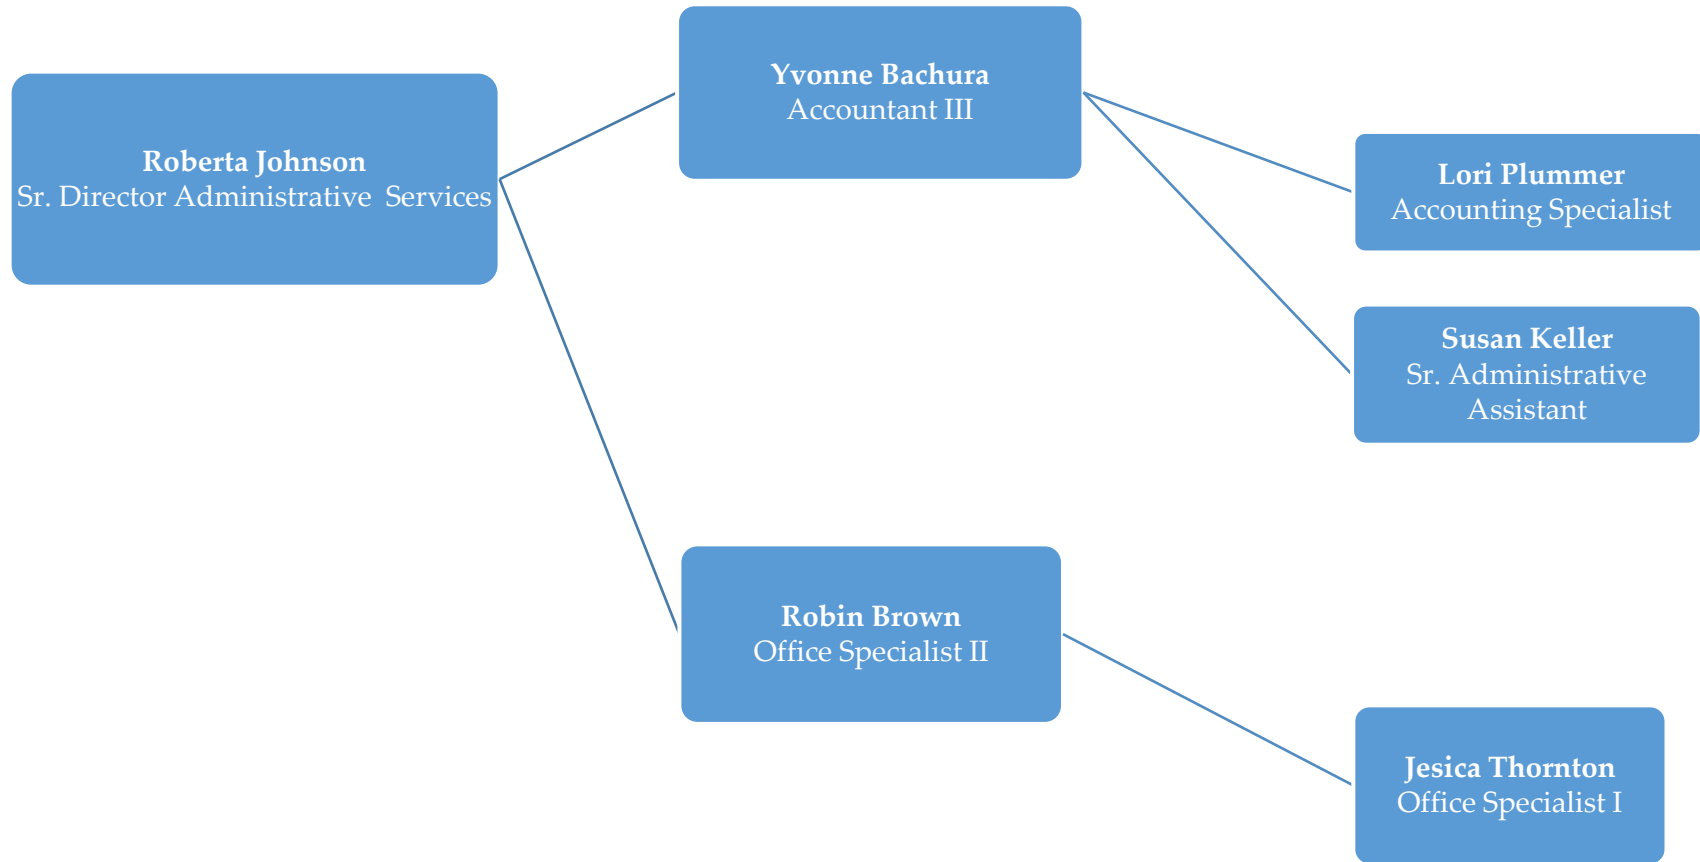 Roberta Johnson
Sr. Director Administrative  Services
Yvonne Bachura
Accountant III
Lori Plummer
Accounting Specialist
Susan Keller
Sr. Administrative
Assistant
Robin Brown
Office Specialist II
Jesica Thornton
Office Specialist I